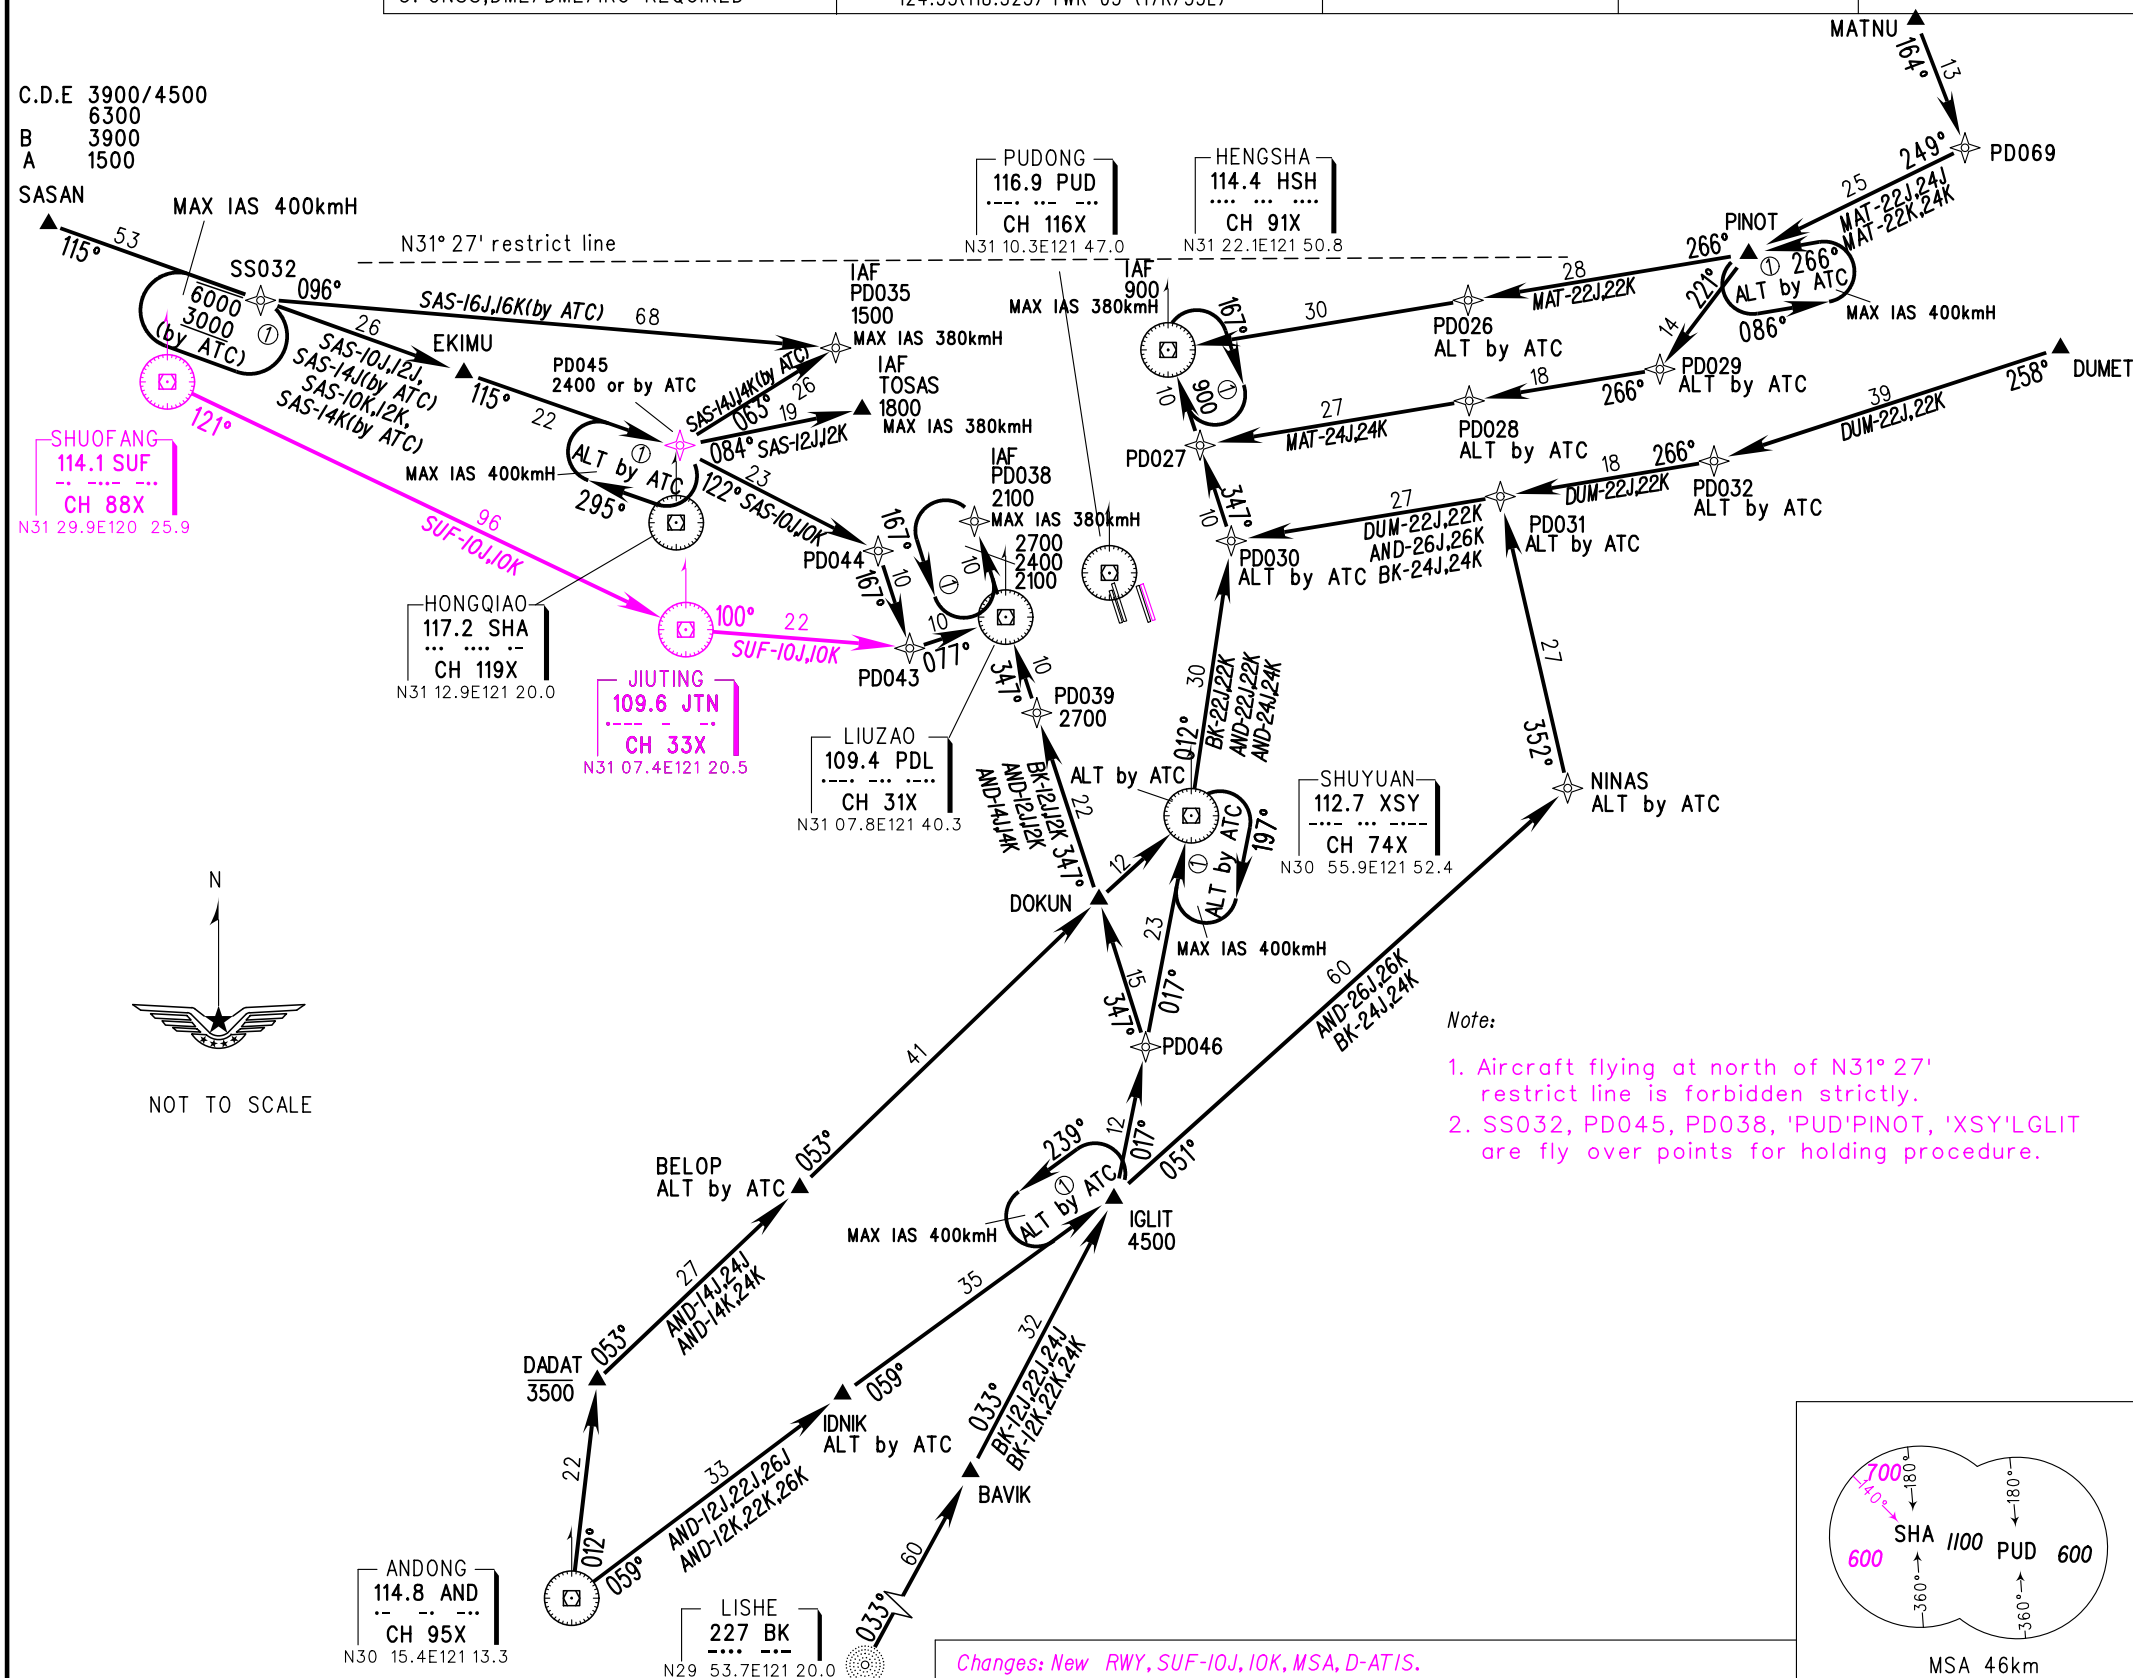 MATNU
164°
13
C.D.E 3900/4500
6300
B 3900
A 1500
SASAN
MAX IAS 400kmH
53
115°
SS032
6000
3000
(by ATC)
①
096°
N31° 27' restrict line
SAS-16J,16K(by ATC)
68
26
SAS-10J,12J,
SAS-14J(by ATC)
SAS-10K,12K,
SAS-14K(by ATC)
EKIMU
115°
22
PD045
2400 or by ATC
IAF
PD035
1500
MAX IAS 380kmH
IAF
TOSAS
1800
MAX IAS 380kmH
SAS-14J,14K(by ATC)
063°
26
19
084° SAS-12J,12K
23
122° SAS-10J,10K
ALT by ATC
①
MAX IAS 400kmH
295°
PUDONG
116.9 PUD
CH 116X
N31 10.3E121 47.0
HENGSHA
114.4 HSH
CH 91X
N31 22.1E121 50.8
IAF
900
MAX IAS 380kmH
167°
900
①
10
30
28
266°
MAT-22J,22K
PD026
ALT by ATC
PD069
249°
25
MAT-22J,24J
MAT-22K,24K
PINOT
266°
①
ALT by ATC
086°
MAX IAS 400kmH
221°
14
PD029
ALT by ATC
266°
18
PD028
ALT by ATC
27
MAT-24J,24K
PD027
DUMET
258°
39
DUM-22J,22K
266°
PD032
ALT by ATC
18
DUM-22J,22K
PD031
ALT by ATC
27
DUM-22J,22K
AND-26J,26K
BK-24J,24K
PD030
ALT by ATC
347°
10
SHUOFANG
114.1 SUF
CH 88X
N31 29.9E120 25.9
121°
96
SUF-10J,10K
HONGQIAO
117.2 SHA
CH 119X
N31 12.9E121 20.0
JIUTING
109.6 JTN
CH 33X
N31 07.4E121 20.5
100°
22
SUF-10J,10K
PD044
167°
10
PD043
10
077°
IAF
PD038
2100
MAX IAS 380kmH
2700
2400
2100
167°
①
10
10
347°
PD039
2700
LIUZAO
109.4 PDL
CH 31X
N31 07.8E121 40.3
22
BK-12J,12K 347°
AND-12J,12K
AND-14J,14K
DOKUN
12
ALT by ATC
30
012°
BK-22J,22K
AND-22J,22K
AND-24J,24K
SHUYUAN
112.7 XSY
CH 74X
N30 55.9E121 52.4
197°
①
ALT by ATC
MAX IAS 400kmH
23
017°
15
347°
PD046
27
352°
NINAS
ALT by ATC
60
AND-26J,26K
BK-24J,24K
051°
12
017°
239°
①
ALT by ATC
MAX IAS 400kmH
IGLIT
4500
N
NOT TO SCALE
Note:
1. Aircraft flying at north of N31° 27'
restrict line is forbidden strictly.
2. SS032, PD045, PD038, 'PUD'PINOT, 'XSY'LGLIT
are fly over points for holding procedure.
41
053°
BELOP
ALT by ATC
27
AND-14J,24J
AND-14K,24K
053°
DADAT
3500
22
012°
35
059°
IDNIK
ALT by ATC
33
AND-12J,22J,26J
AND-12K,22K,26K
059°
32
BK-12J,22J,24J
BK-12K,22K,24K
033°
BAVIK
60
033°
ANDONG
114.8 AND
CH 95X
N30 15.4E121 13.3
LISHE
227 BK
N29 53.7E121 20.0
Changes: New RWY, SUF-10J, 10K, MSA, D-ATIS.
700
140°
180°
180°
SHA
1100
PUD
600
600
360°
360°
MSA 46km